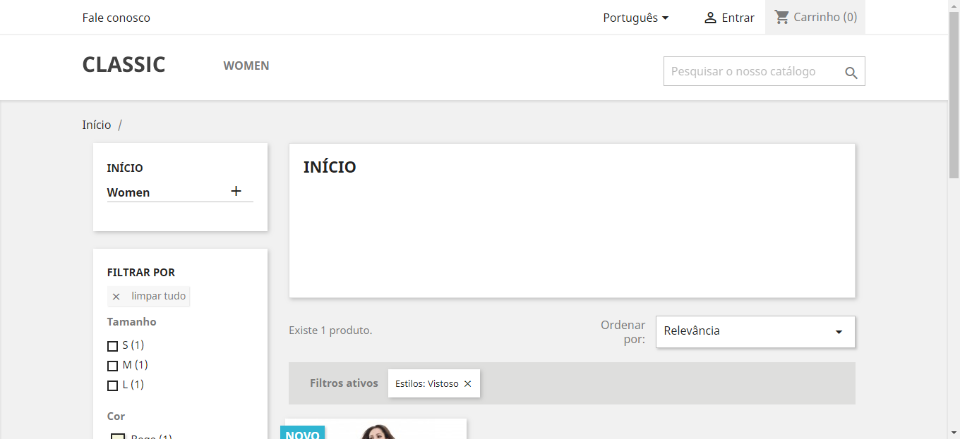 Fale conosco
Português
Entrar
Carrinho (0)
CLASSIC
WOMEN
Pesquisar o nosso catálogo
Início /
INÍCIO
Women
INÍCIO
FILTRAR POR
limpar tudo
Tamanho
S (1)
M (1)
L (1)
Cor
Existe 1 produto.
Ordenar
por:
Relevância
Filtros ativos
Estilos: Vistoso
NOVO